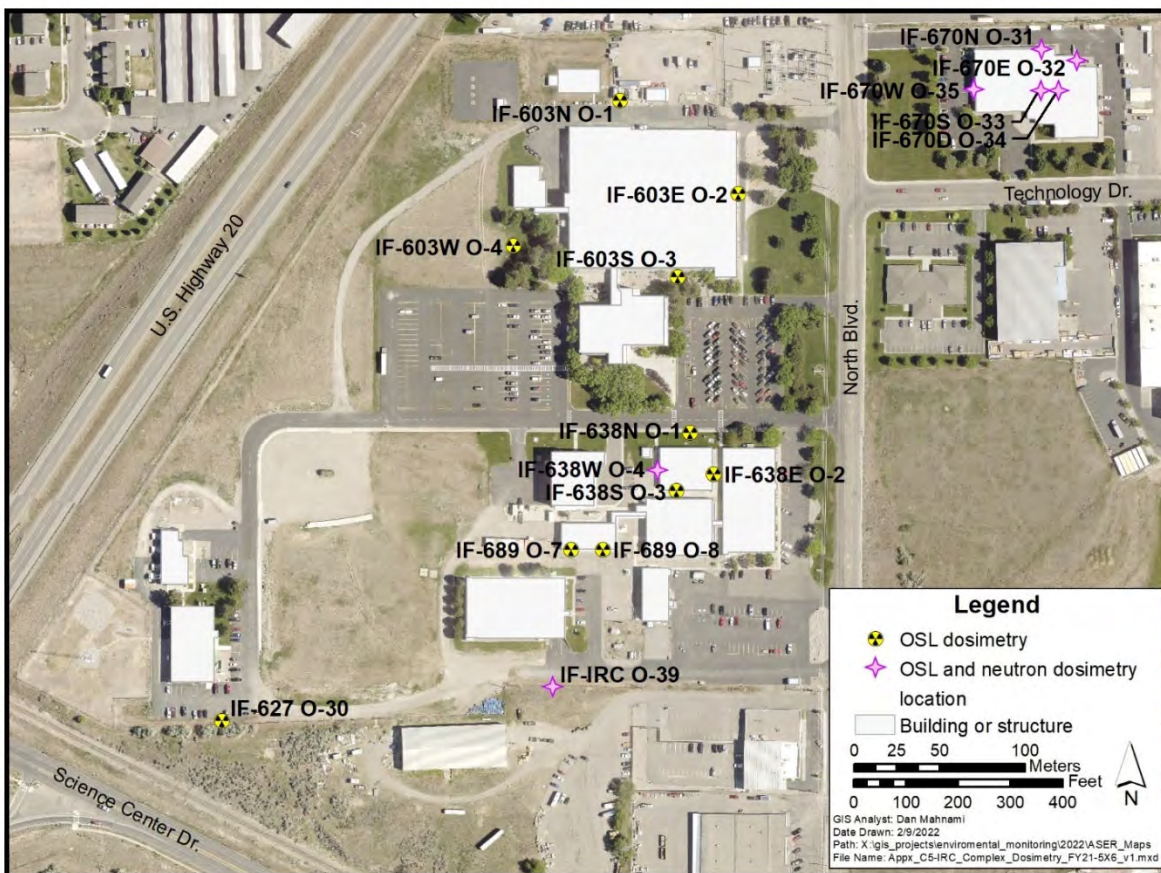 IF-670N O-31
IF-670E O-32
IF-670W O-35
IF-670S O-33
IF-670D O-34
IF-603N O-1
Technology Dr.
IF-603E O-2
IF-603W O-4
IF-603S O-3
U.S. Highway 20
North Blvd.
IF-638N O-1
IF-638W O-4
IF-638E O-2
IF-638S O-3
IF-689 O-7
IF-689 O-8
IF-IRC O-39
IF-627 O-30
Science Center Dr.
Legend
OSL dosimetry
OSL and neutron dosimetry
location
Building or structure
0 25 50 100
Meters
Feet
0 100 200 300 400
N
GIS Analyst: Dan Mahnami
Date Drawn: 2/9/2022
Path: X:\gis_projects\enviromental_monitoring\2022\ASER_Maps
File Name: Appx_C5-IRC_Complex_Dosimetry_FY21-5X6_v1.mxd